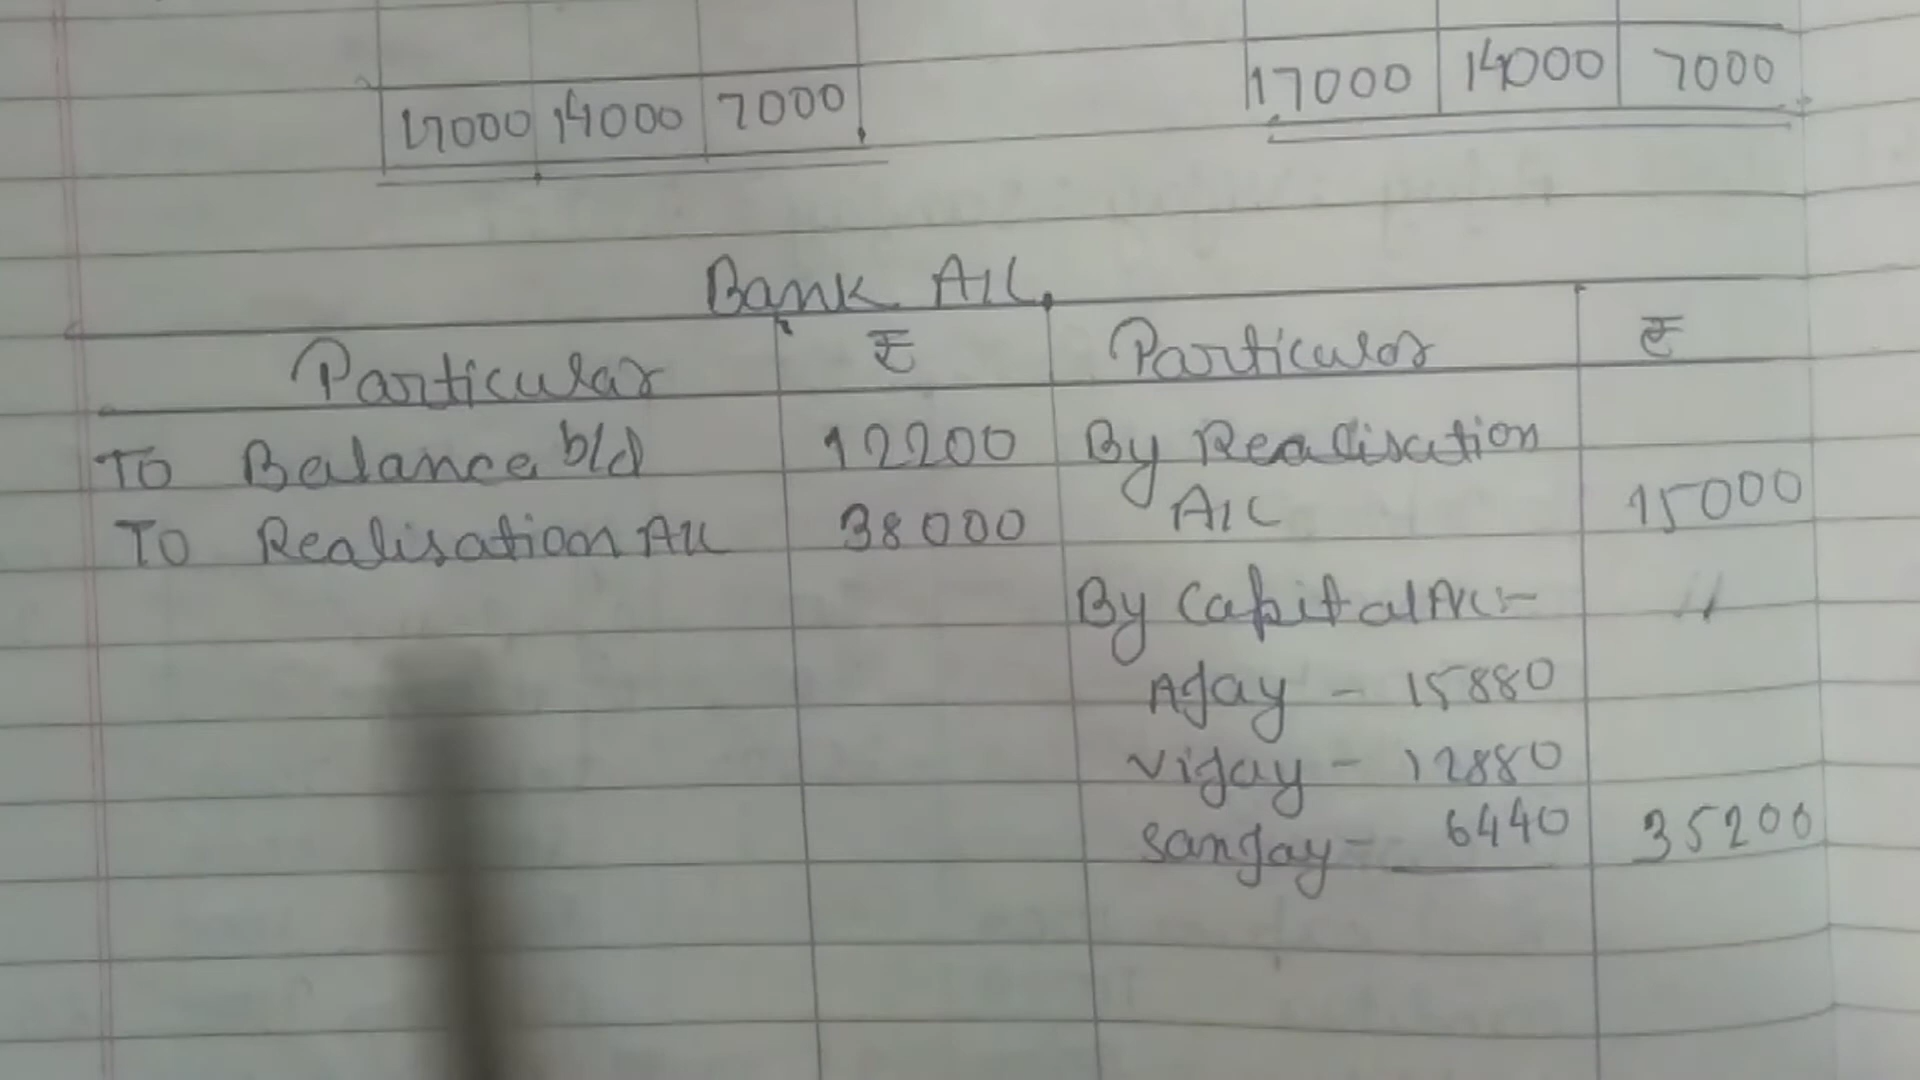 17000 14000 7000 17000 14000 7000
Bank A/C
Particular ₹ Particular ₹
To Balance b/d 12200 By Realisation
A/C 15000
To Realisation A/c 38000
By Capital A/c:-
Ajay - 15880
Vijay - 12880
Sanjay - 6440 35200